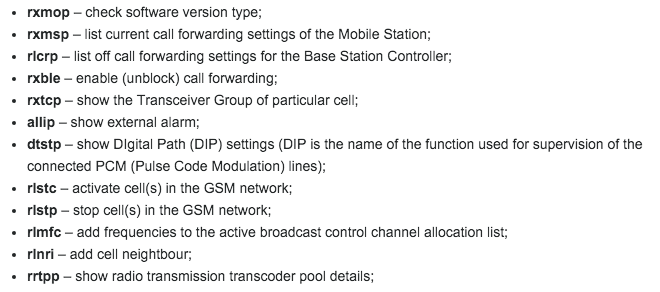 • rxmop – check software version type;
• rxmsp – list current call forwarding settings of the Mobile Station;
• rlcrp – list off call forwarding settings for the Base Station Controller;
• rxble – enable (unblock) call forwarding;
• rxtcp – show the Transceiver Group of particular cell;
• allip – show external alarm;
• dtstp – show DIgital Path (DIP) settings (DIP is the name of the function used for supervision of the
connected PCM (Pulse Code Modulation) lines);
• rlstc – activate cell(s) in the GSM network;
• rlstp – stop cell(s) in the GSM network;
• rlmfc – add frequencies to the active broadcast control channel allocation list;
• rlnri – add cell neighbour;
• rrtpp – show radio transmission transcoder pool details;